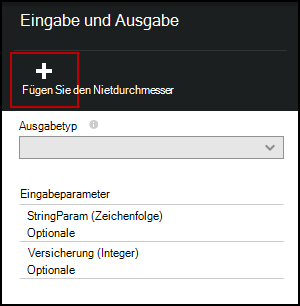 Eingabe und Ausgabe
Fügen Sie den Nietdurchmesser
Ausgabetyp
Eingabeparameter
StringParam (Zeichenfolge)
Optionale
Versicherung (Integer)
Optionale